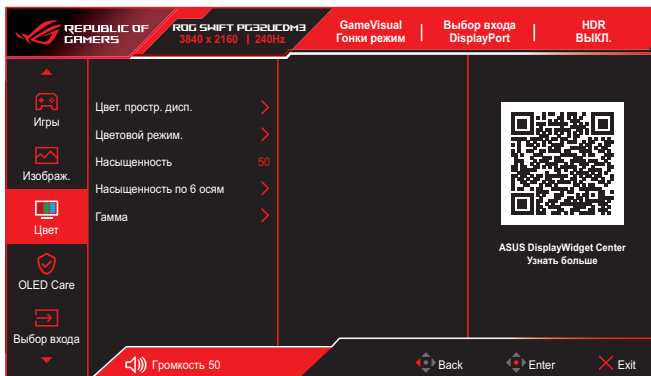 REPUBLIC OF
GAMERS
ROG SWIFT PG32UCDM3
3840 x 2160 | 240Hz
GameVisual
Гонки режим
Выбор входа
DisplayPort
HDR
ВЫКЛ.
Игры
Изображ.
Цвет
OLED Care
Выбор входа
Цвет. простр. дисп.
Цветовой режим.
Насыщенность 50
Насыщенность по 6 осям
Гамма
ASUS DisplayWidget Center
Узнать больше
Громкость 50
Back
Enter
Exit